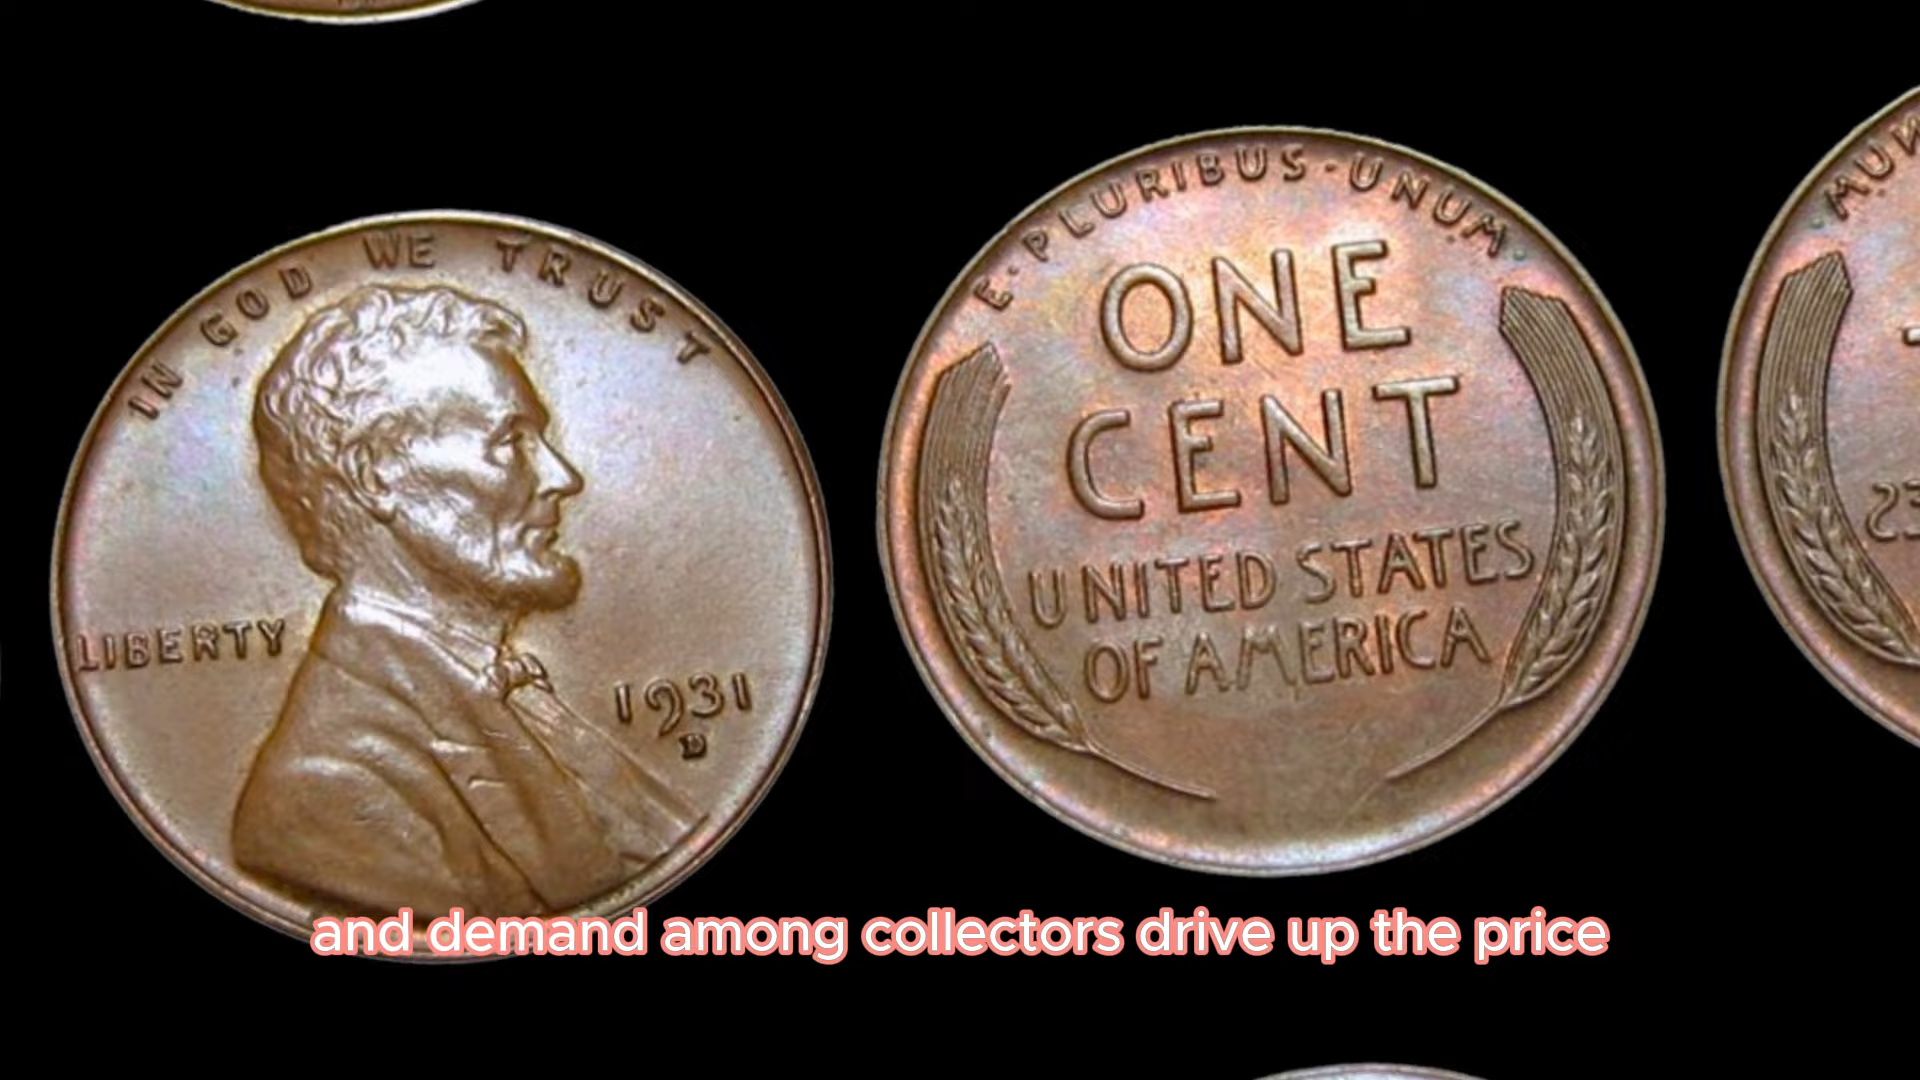 IN GOD WE TRUST
LIBERTY
1931
D
E·PLURIBUS·UNUM
ONE
CENT
UNITED STATES
OF AMERICA
and demand among collectors drive up the price